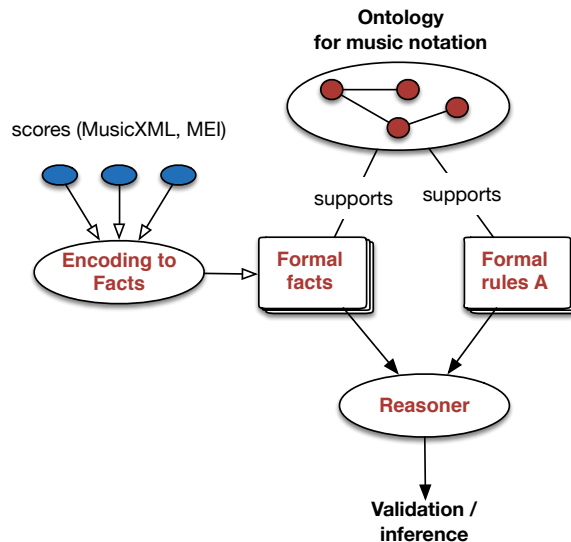 Ontology
for music notation
scores (MusicXML, MEI)
supports
supports
Encoding to
Facts
Formal
facts
Formal
rules A
Reasoner
Validation /
inference